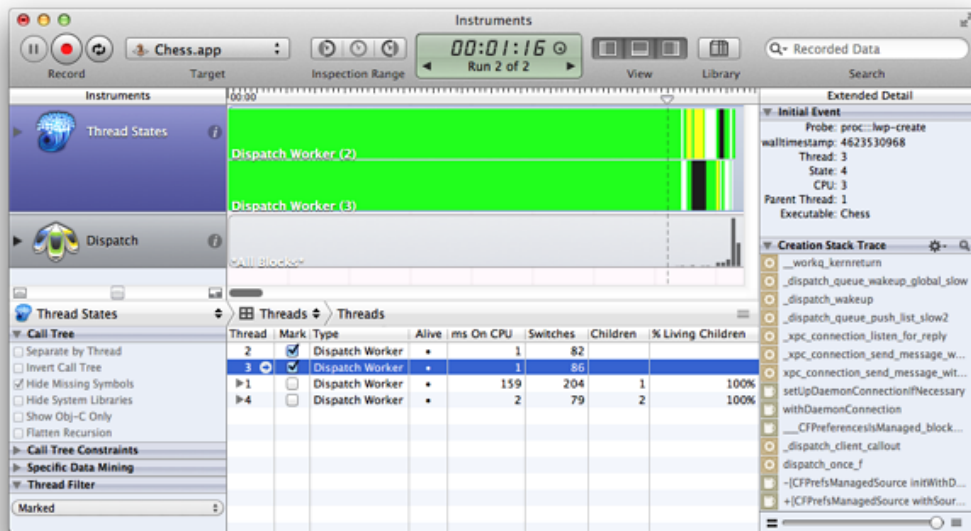 Instruments
Chess.app
00:01:16
Run 2 of 2
Recorded Data
Record
Target
Inspection Range
View
Library
Search
Instruments
00:00
Extended Detail
Thread States
Dispatch Worker (2)
Dispatch Worker (3)
Initial Event
Probe: proc:::lwp-create
walltimestamp: 4623530968
Thread: 3
State: 4
CPU: 3
Parent Thread: 1
Executable: Chess
Dispatch
*All Blocks*
Creation Stack Trace
__workq_kernreturn
_dispatch_queue_wakeup_global_slow
_dispatch_wakeup
_dispatch_queue_push_list_slow2
_xpc_connection_listen_for_reply
_xpc_connection_send_message_w...
xpc_connection_send_message_wit...
setUpDaemonConnectionIfNecessary
withDaemonConnection
___CFPreferencesIsManaged_block...
_dispatch_client_callout
dispatch_once_f
-[CFPrefsManagedSource initWithD...
+[CFPrefsManagedSource withSour...
Thread States
Threads
Threads
Call Tree
Separate by Thread
Invert Call Tree
Hide Missing Symbols
Hide System Libraries
Show Obj-C Only
Flatten Recursion
Call Tree Constraints
Specific Data Mining
Thread Filter
Marked
Thread Mark Type Alive ms On CPU Switches Children % Living Children
2 Dispatch Worker • 1 82
3 Dispatch Worker • 1 86
1 Dispatch Worker • 159 204 1 100%
4 Dispatch Worker • 2 79 2 100%